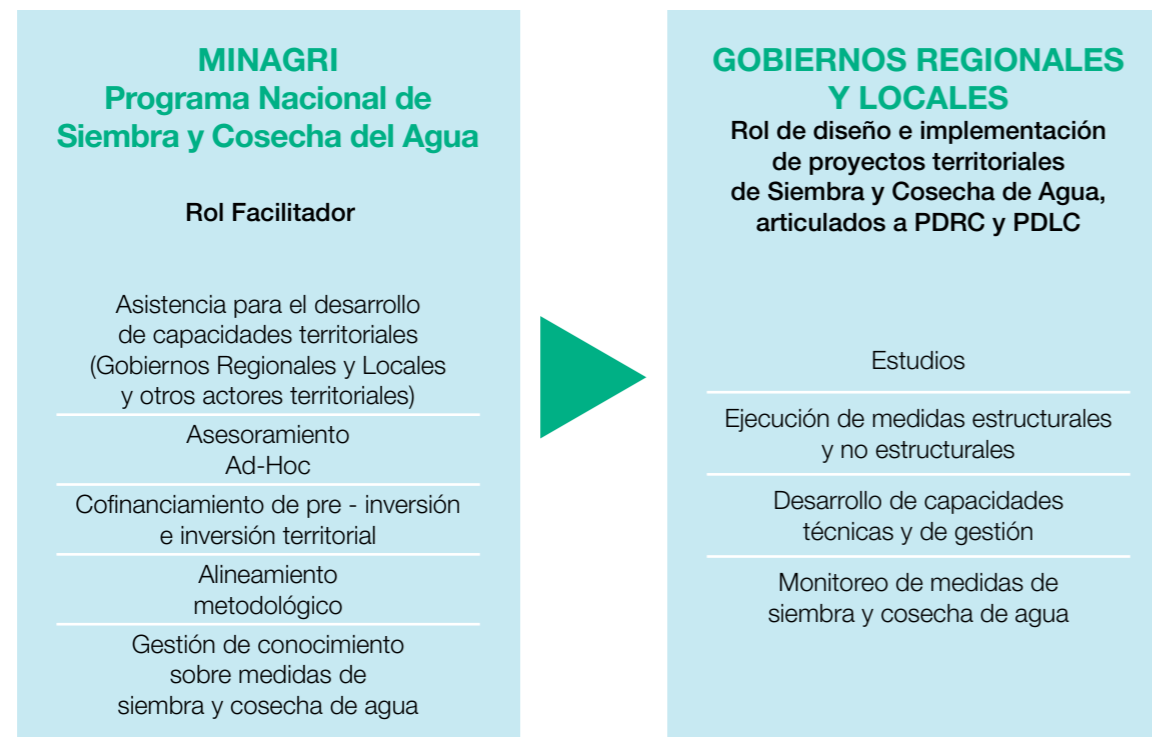 MINAGRI
Programa Nacional de
Siembra y Cosecha del Agua
Rol Facilitador
Asistencia para el desarrollo
de capacidades territoriales
(Gobiernos Regionales y Locales
y otros actores territoriales)
Asesoramiento
Ad-Hoc
Cofinanciamiento de pre - inversión
e inversión territorial
Alineamiento
metodológico
Gestión de conocimiento
sobre medidas de
siembra y cosecha de agua
GOBIERNOS REGIONALES
Y LOCALES
Rol de diseño e implementación
de proyectos territoriales
de Siembra y Cosecha de Agua,
articulados a PDRC y PDLC
Estudios
Ejecución de medidas estructurales
y no estructurales
Desarrollo de capacidades
técnicas y de gestión
Monitoreo de medidas de
siembra y cosecha de agua